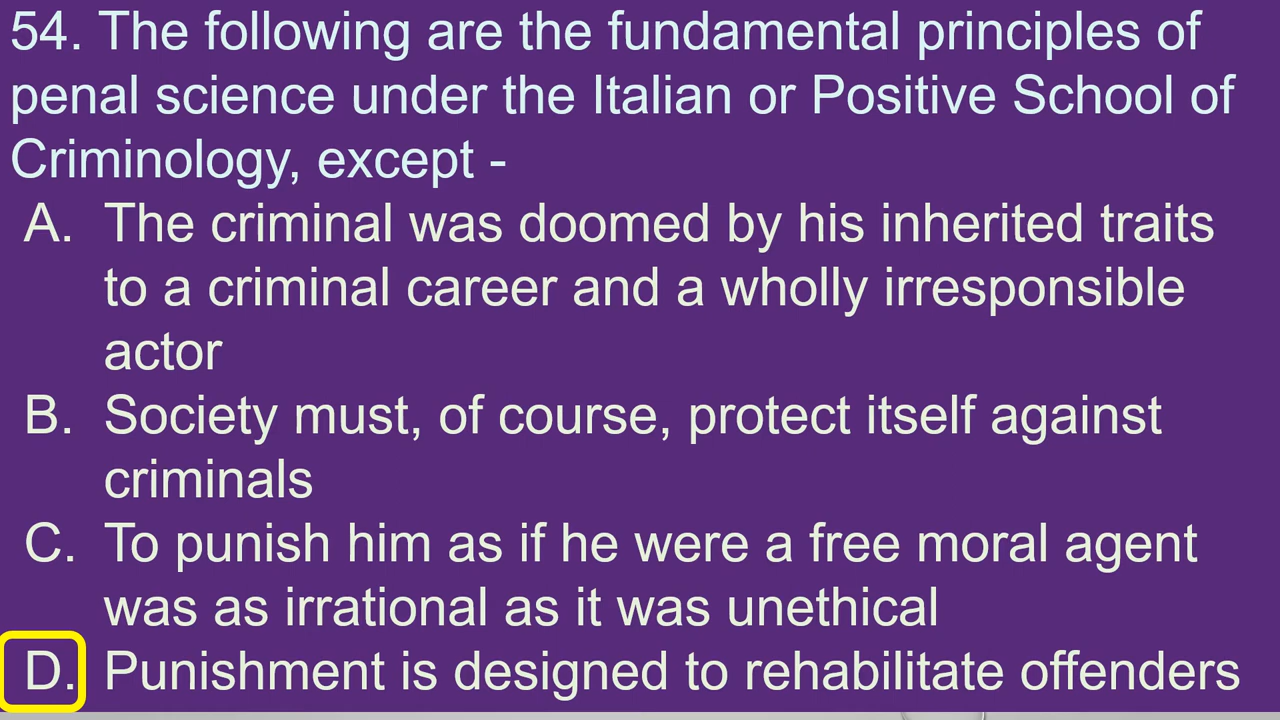 54. The following are the fundamental principles of
penal science under the Italian or Positive School of
Criminology, except -
A. The criminal was doomed by his inherited traits
to a criminal career and a wholly irresponsible
actor
B. Society must, of course, protect itself against
criminals
C. To punish him as if he were a free moral agent
was as irrational as it was unethical
D. Punishment is designed to rehabilitate offenders